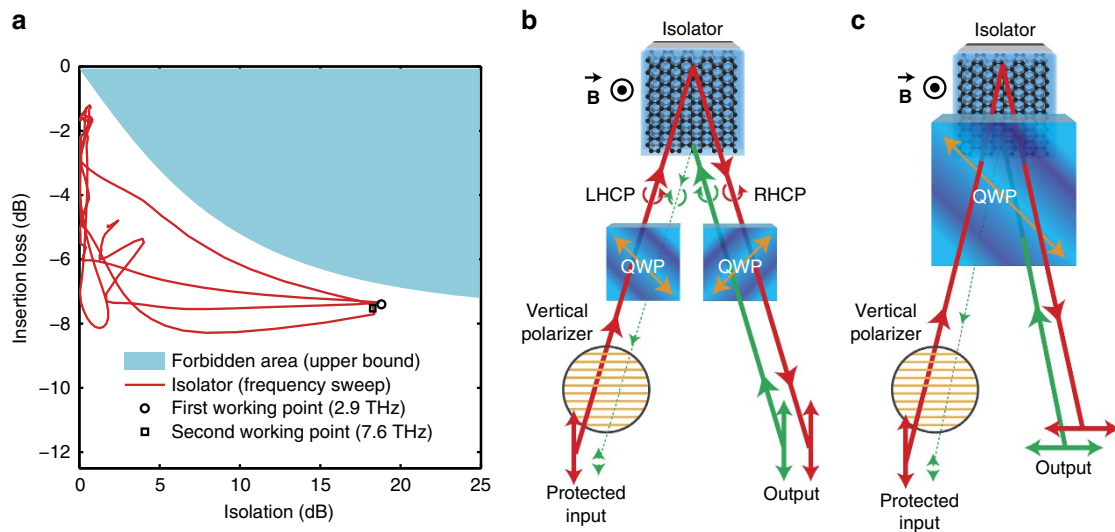 a
Insertion loss (dB)
0
−2
−4
−6
−8
−10
−12
0
5
10
15
20
25
Isolation (dB)
Forbidden area (upper bound)
Isolator (frequency sweep)
First working point (2.9 THz)
Second working point (7.6 THz)
b
Isolator
B
LHCP
RHCP
QWP
QWP
Vertical
polarizer
Protected
input
Output
c
Isolator
B
QWP
Vertical
polarizer
Protected
input
Output